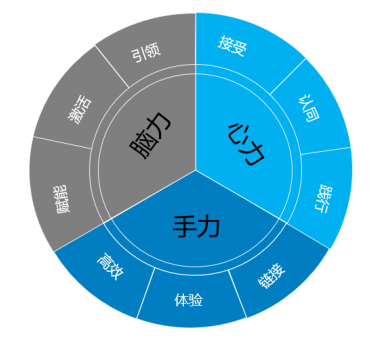 引领
接受
激活
认同
脑力
心力
赋能
践行
手力
高效
链接
体验